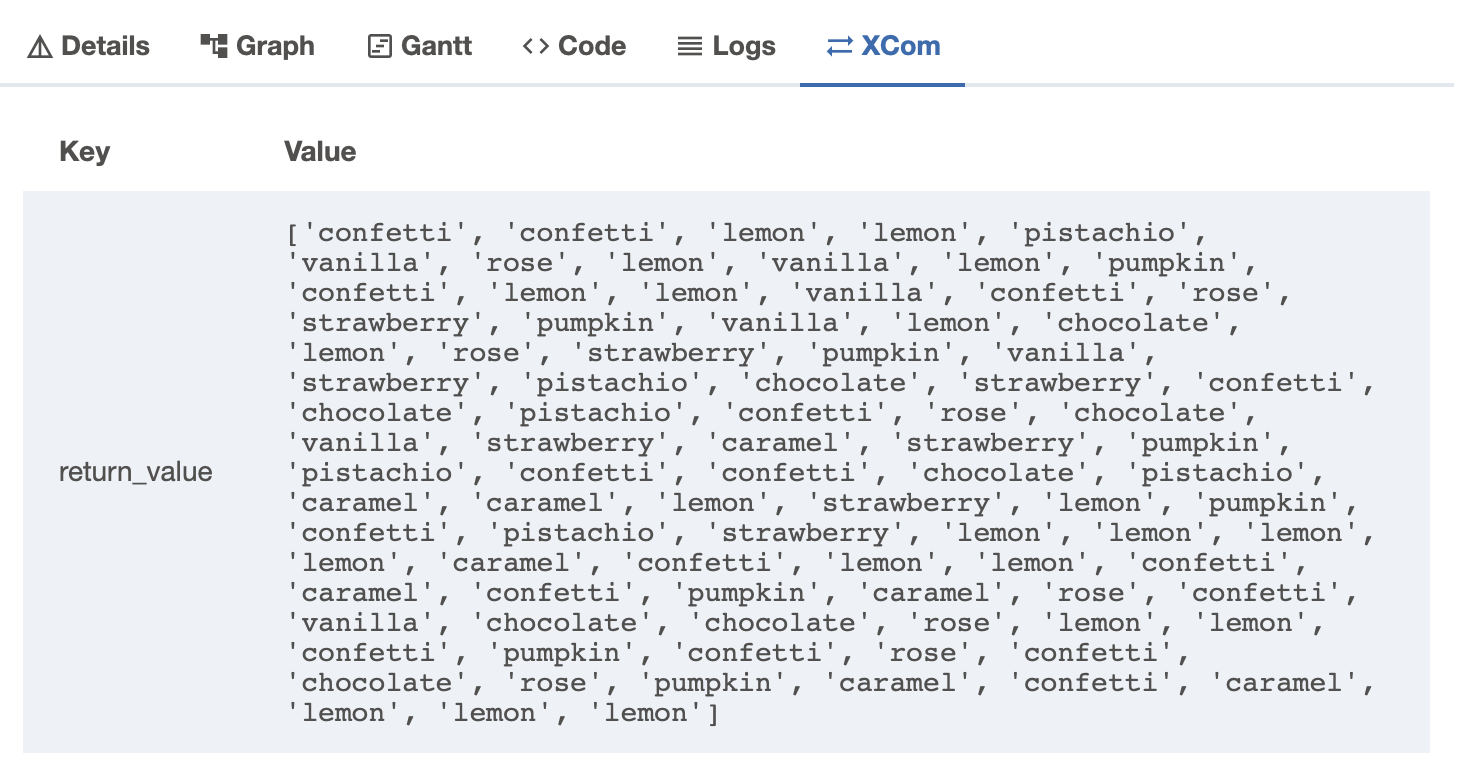 Details Graph Gantt Code Logs XCom
Key Value
['confetti', 'confetti', 'lemon', 'lemon', 'pistachio',
'vanilla', 'rose', 'lemon', 'vanilla', 'lemon', 'pumpkin',
'confetti', 'lemon', 'lemon', 'vanilla', 'confetti', 'rose',
'strawberry', 'pumpkin', 'vanilla', 'lemon', 'chocolate',
'lemon', 'rose', 'strawberry', 'pumpkin', 'vanilla',
'strawberry', 'pistachio', 'chocolate', 'strawberry', 'confetti',
'chocolate', 'pistachio', 'confetti', 'rose', 'chocolate',
'vanilla', 'strawberry', 'caramel', 'strawberry', 'pumpkin',
return_value 'pistachio', 'confetti', 'confetti', 'chocolate', 'pistachio',
'caramel', 'caramel', 'lemon', 'strawberry', 'lemon', 'pumpkin',
'confetti', 'pistachio', 'strawberry', 'lemon', 'lemon', 'lemon',
'lemon', 'caramel', 'confetti', 'lemon', 'lemon', 'confetti',
'caramel', 'confetti', 'pumpkin', 'caramel', 'rose', 'confetti',
'vanilla', 'chocolate', 'chocolate', 'rose', 'lemon', 'lemon',
'confetti', 'pumpkin', 'confetti', 'rose', 'confetti',
'chocolate', 'rose', 'pumpkin', 'caramel', 'confetti', 'caramel',
'lemon', 'lemon', 'lemon']